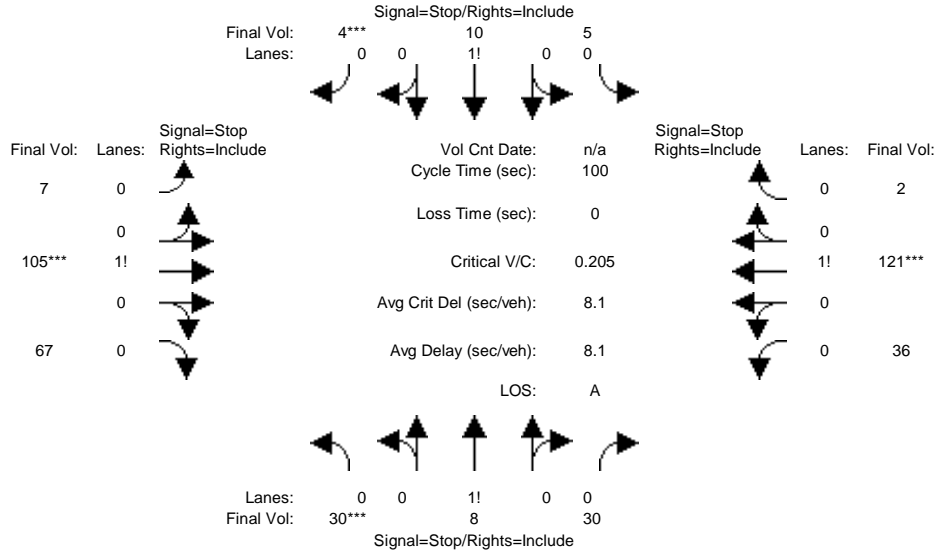 Signal=Stop/Rights=Include
Final Vol: 4*** 10 5
Lanes: 0 0 1! 0 0
Signal=Stop
Final Vol: Lanes: Rights=Include
Vol Cnt Date: n/a
Signal=Stop
Rights=Include Lanes: Final Vol:
Cycle Time (sec): 100
7 0
0 2
Loss Time (sec): 0
0
0
105*** 1!
Critical V/C: 0.205
1! 121***
0
Avg Crit Del (sec/veh): 8.1
0
67 0
Avg Delay (sec/veh): 8.1
0 36
LOS: A
Lanes: 0 0 1! 0 0
Final Vol: 30*** 8 30
Signal=Stop/Rights=Include